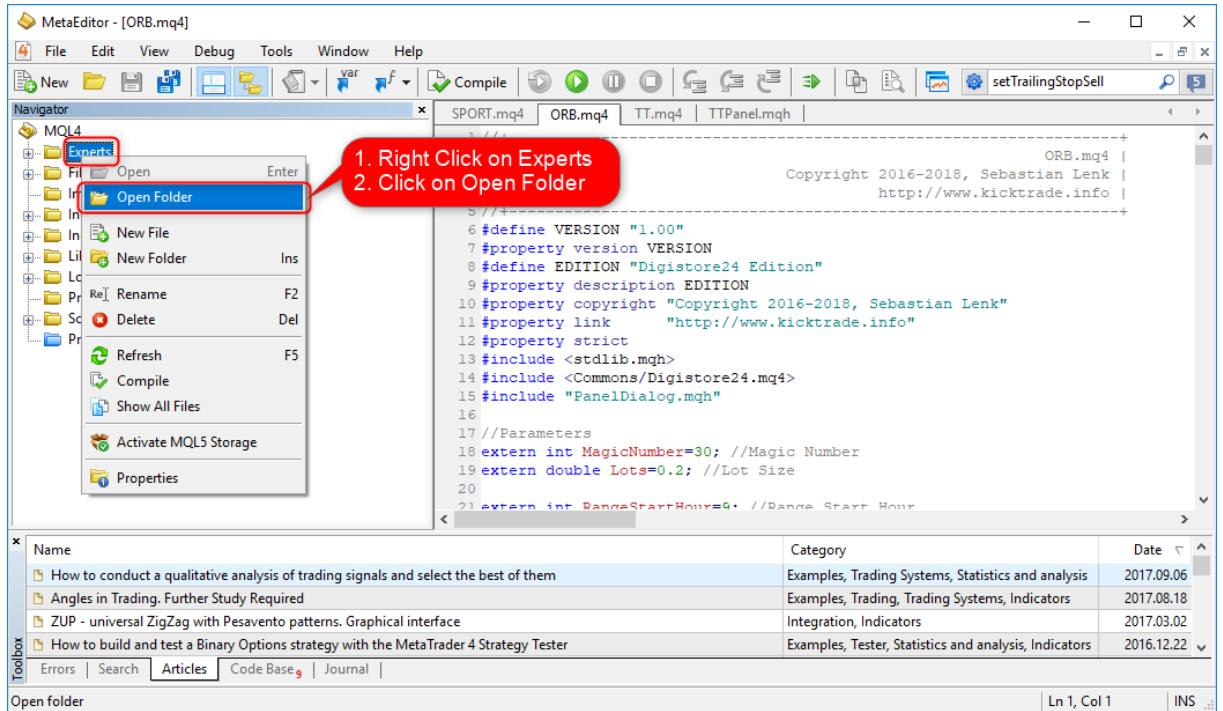 MetaEditor - [ORB.mq4]
File Edit View Debug Tools Window Help
New Compile setTrailingStopSell 5
Navigator
MQL4
Experts
Open Enter
Open Folder
New File
New Folder Ins
Rename F2
Delete Del
Refresh F5
Compile
Show All Files
Activate MQL5 Storage
Properties
1. Right Click on Experts
2. Click on Open Folder
SPORT.mq4 ORB.mq4 TT.mq4 TTPanel.mqh
ORB.mq4 |
Copyright 2016-2018, Sebastian Lenk |
http://www.kicktrade.info |
5 //+------------------------------------------------------------------+
6 #define VERSION "1.00"
7 #property version VERSION
8 #define EDITION "Digistore24 Edition"
9 #property description EDITION
10 #property copyright "Copyright 2016-2018, Sebastian Lenk"
11 #property link "http://www.kicktrade.info"
12 #property strict
13 #include <stdlib.mqh>
14 #include <Commons/Digistore24.mq4>
15 #include "PanelDialog.mqh"
16
17 //Parameters
18 extern int MagicNumber=30; //Magic Number
19 extern double Lots=0.2; //Lot Size
20
21 extern int RangeStartHour=9; //Range Start Hour
Name Category Date
How to conduct a qualitative analysis of trading signals and select the best of them Examples, Trading Systems, Statistics and analysis 2017.09.06
Angles in Trading. Further Study Required Examples, Trading, Trading Systems, Indicators 2017.08.18
ZUP - universal ZigZag with Pesavento patterns. Graphical interface Integration, Indicators 2017.03.02
How to build and test a Binary Options strategy with the MetaTrader 4 Strategy Tester Examples, Tester, Statistics and analysis, Indicators 2016.12.22
Toolbox
Errors | Search | Articles | Code Base 9 | Journal |
Open folder Ln 1, Col 1 INS